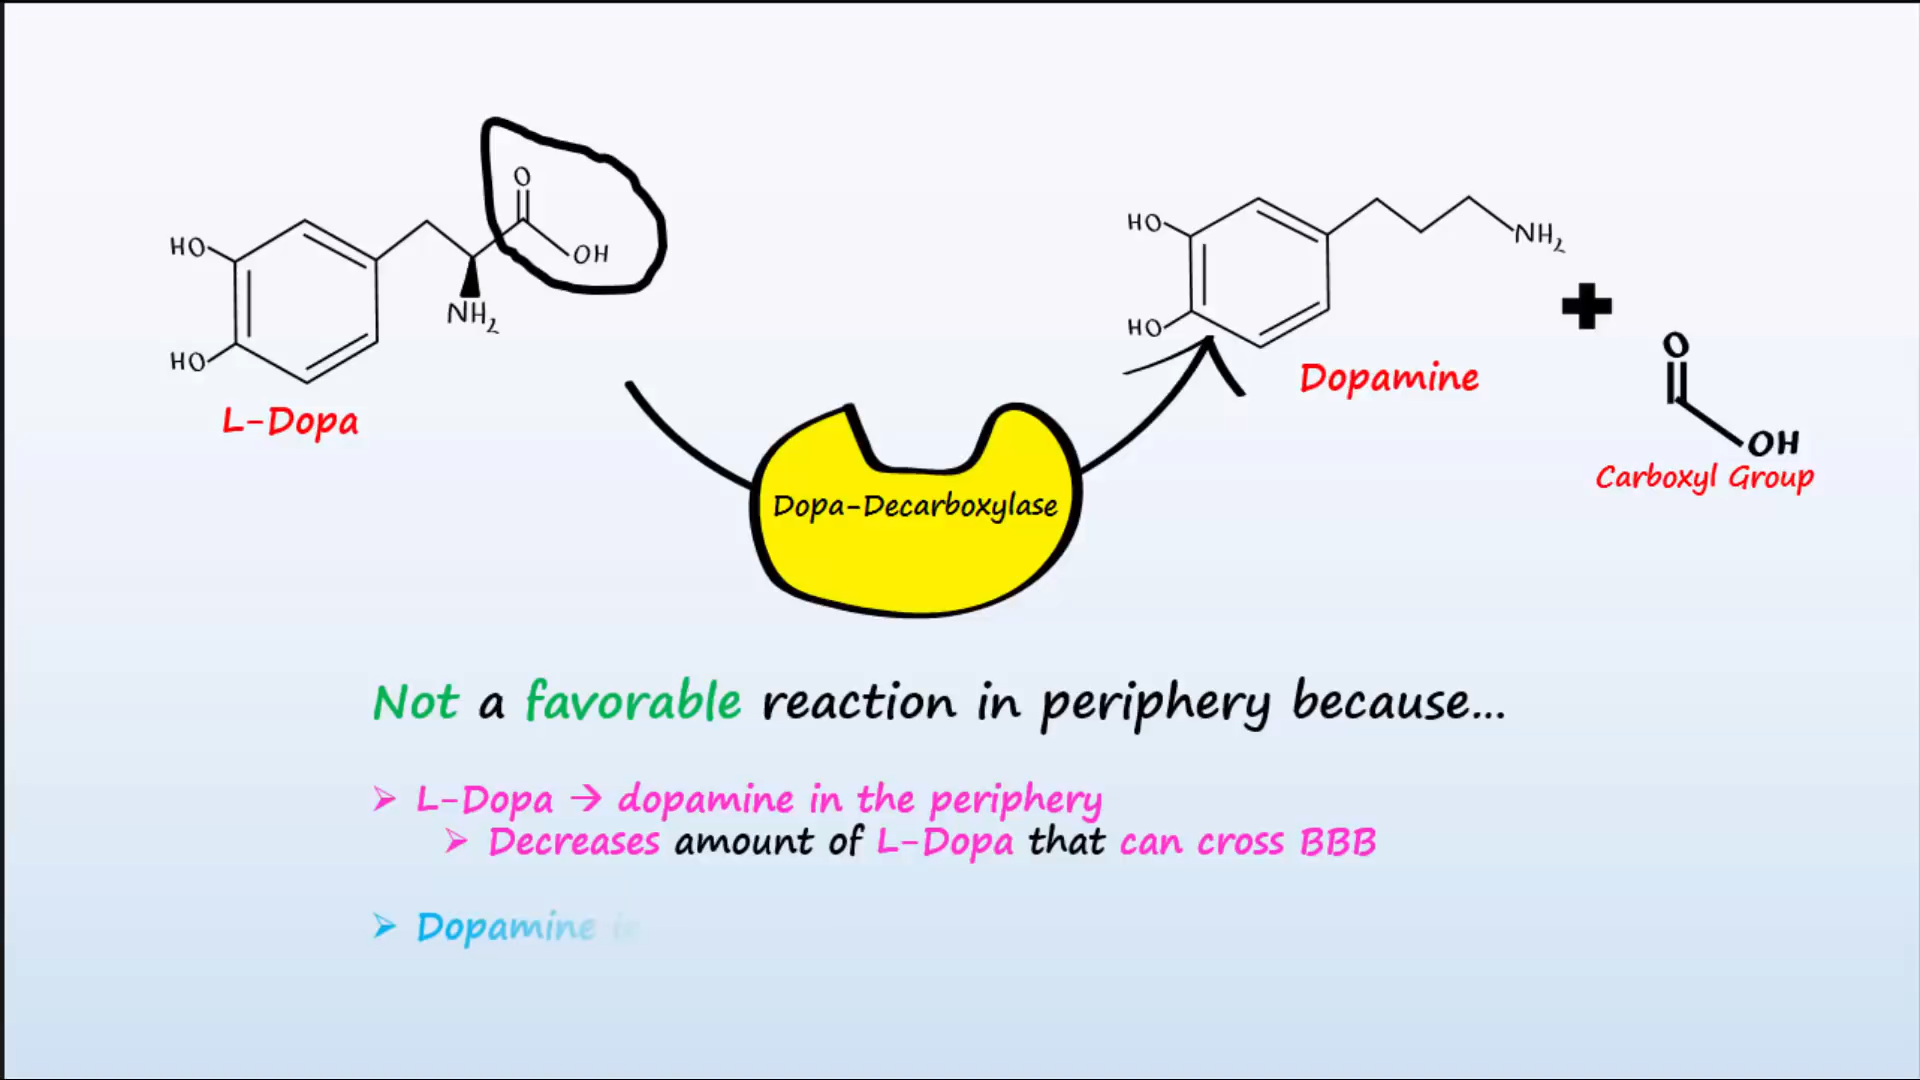 O
OH
HO
HO
NH2
L-Dopa
HO
HO
NH2
Dopamine
O
OH
Carboxyl Group
Dopa-Decarboxylase
Not a favorable reaction in periphery because...
➢ L-Dopa → dopamine in the periphery
➢ Decreases amount of L-Dopa that can cross BBB
➢ Dopamine